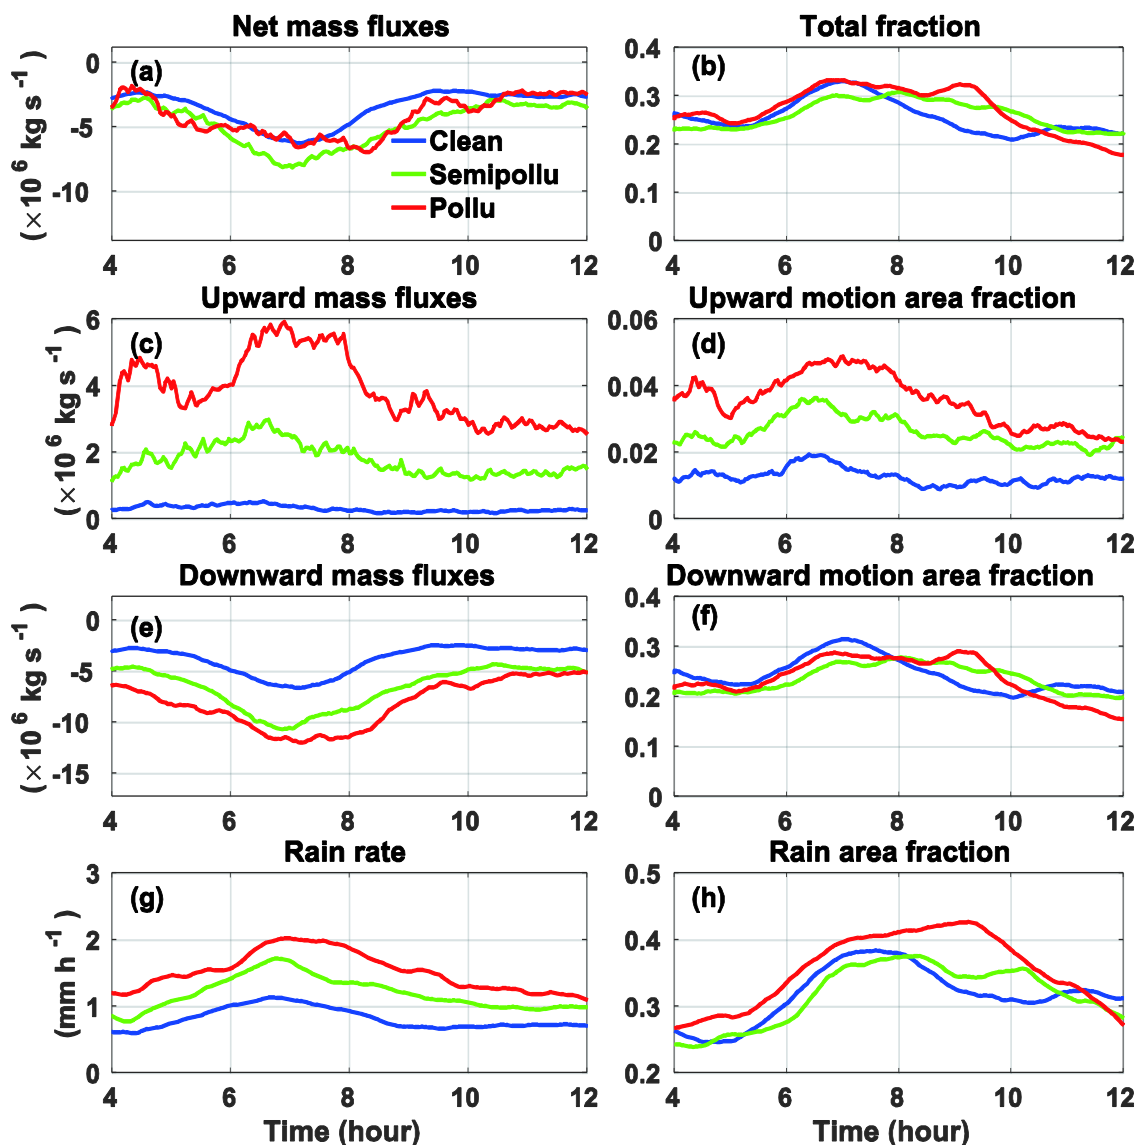 Net mass fluxes
Total fraction
(a)
(b)
0
-5
-10
(×10 6 kg s -1 )
Clean
Semipollu
Pollu
4 6 8 10 12
0.4
0.3
0.2
0.1
0
4 6 8 10 12
Upward mass fluxes
Upward motion area fraction
(c)
(d)
6
4
2
0
(×10 6 kg s -1 )
4 6 8 10 12
0.06
0.04
0.02
0
4 6 8 10 12
Downward mass fluxes
Downward motion area fraction
(e)
(f)
0
-5
-10
-15
(×10 6 kg s -1 )
4 6 8 10 12
0.4
0.3
0.2
0.1
0
4 6 8 10 12
Rain rate
Rain area fraction
(g)
(h)
3
2
1
0
(mm h -1 )
4 6 8 10 12
Time (hour)
0.5
0.4
0.3
0.2
4 6 8 10 12
Time (hour)